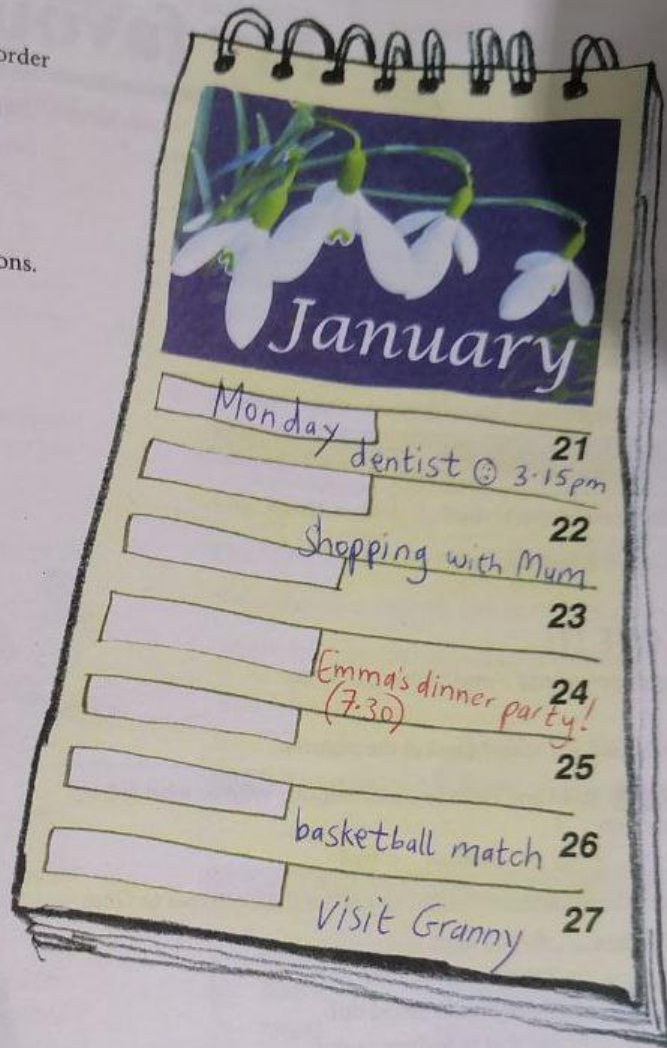 order
ons.
January
Monday
21
dentist @ 3.15pm
22
Shopping with Mum
23
Emma's dinner party!
(7.30)
24
25
basketball match 26
Visit Granny 27